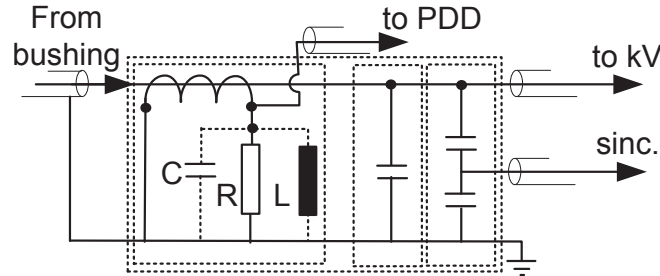 From
bushing
to PDD
to kV
sinc.
C
R
L